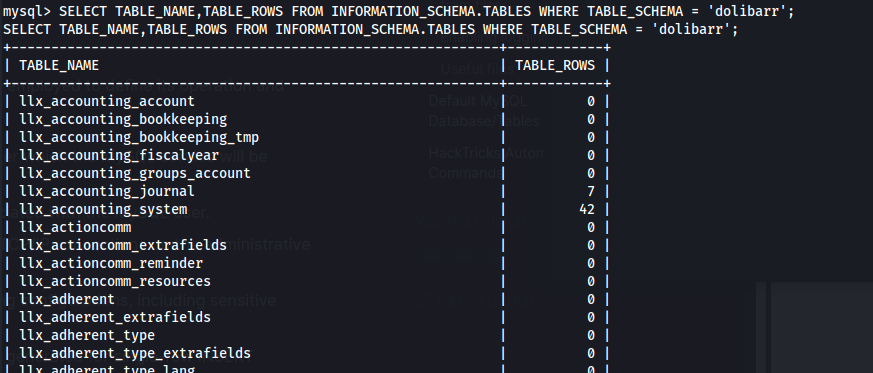 mysql> SELECT TABLE_NAME,TABLE_ROWS FROM INFORMATION_SCHEMA.TABLES WHERE TABLE_SCHEMA = 'dolibarr';
SELECT TABLE_NAME,TABLE_ROWS FROM INFORMATION_SCHEMA.TABLES WHERE TABLE_SCHEMA = 'dolibarr';
+-------------------------------------------------------------+------------+
| TABLE_NAME | TABLE_ROWS |
+-------------------------------------------------------------+------------+
| llx_accounting_account | 0 |
| llx_accounting_bookkeeping | 0 |
| llx_accounting_bookkeeping_tmp | 0 |
| llx_accounting_fiscalyear | 0 |
| llx_accounting_groups_account | 0 |
| llx_accounting_journal | 7 |
| llx_accounting_system | 42 |
| llx_actioncomm | 0 |
| llx_actioncomm_extrafields | 0 |
| llx_actioncomm_reminder | 0 |
| llx_actioncomm_resources | 0 |
| llx_adherent | 0 |
| llx_adherent_extrafields | 0 |
| llx_adherent_type | 0 |
| llx_adherent_type_extrafields | 0 |
| llx_adherent_type_lang | 0 |